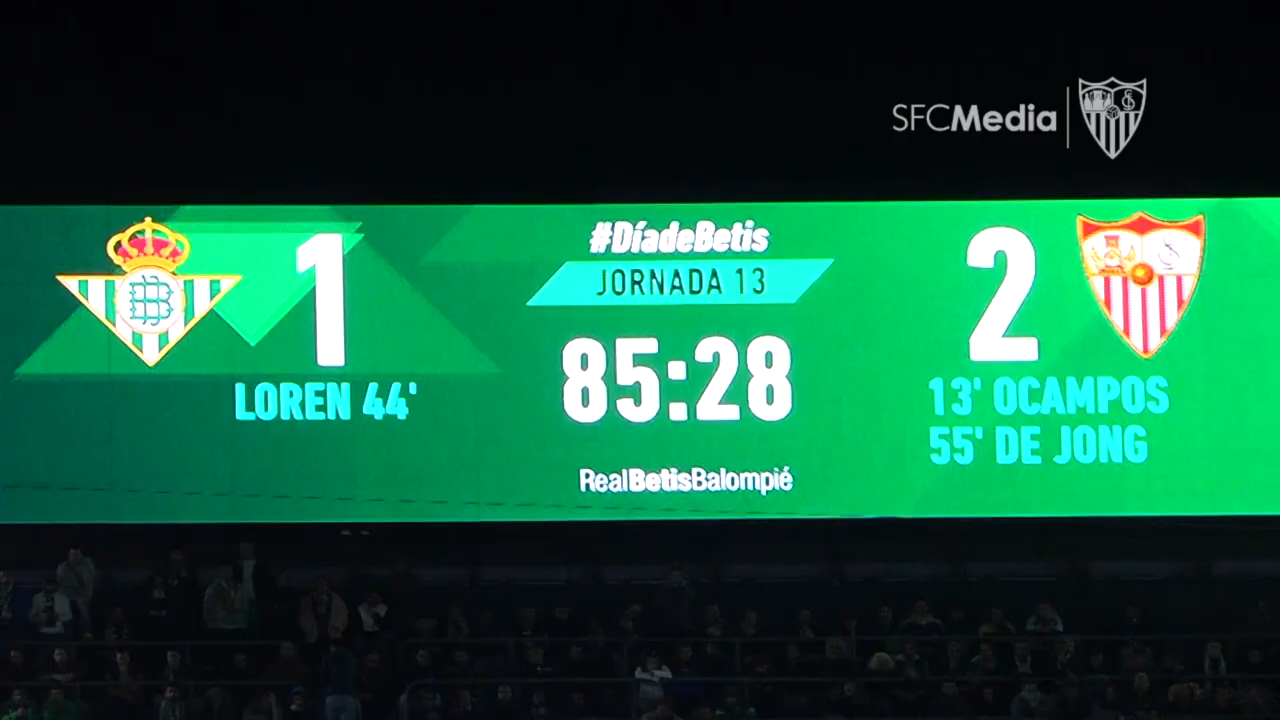 SFCMedia
#DíadeBetis
JORNADA 13
1
85:28
2
LOREN 44'
13' OCAMPOS
55' DE JONG
RealBetisBalompié